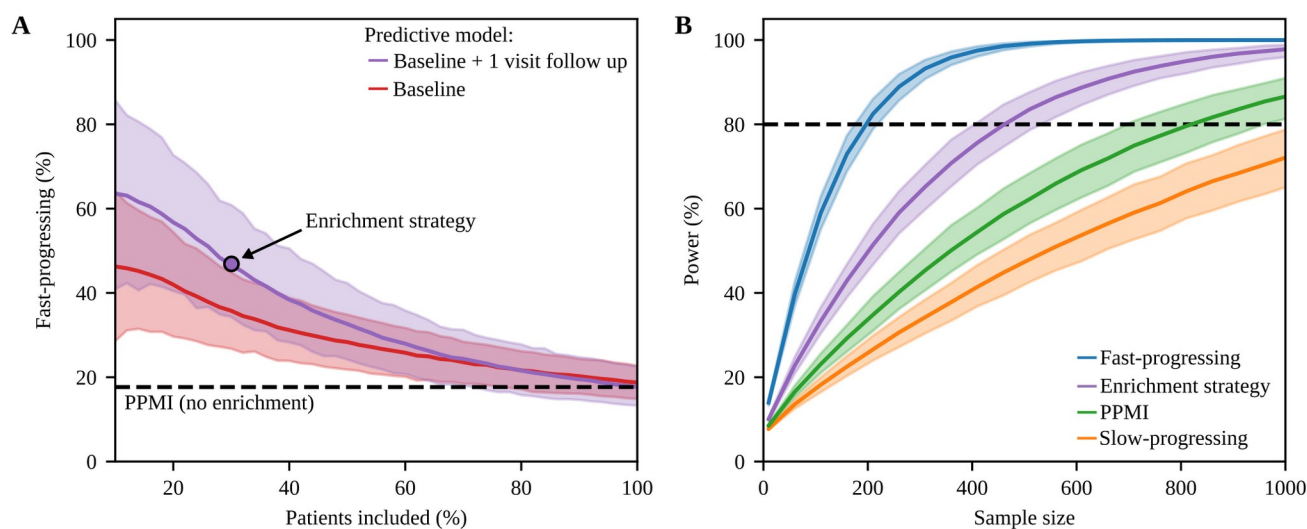 A
Predictive model:
Baseline + 1 visit follow up
Baseline
Enrichment strategy
PPMI (no enrichment)
Fast-progressing (%)
100
80
60
40
20
0
20 40 60 80 100
Patients included (%)
B
Power (%)
100
80
60
40
20
0
Fast-progressing
Enrichment strategy
PPMI
Slow-progressing
0 200 400 600 800 1000
Sample size